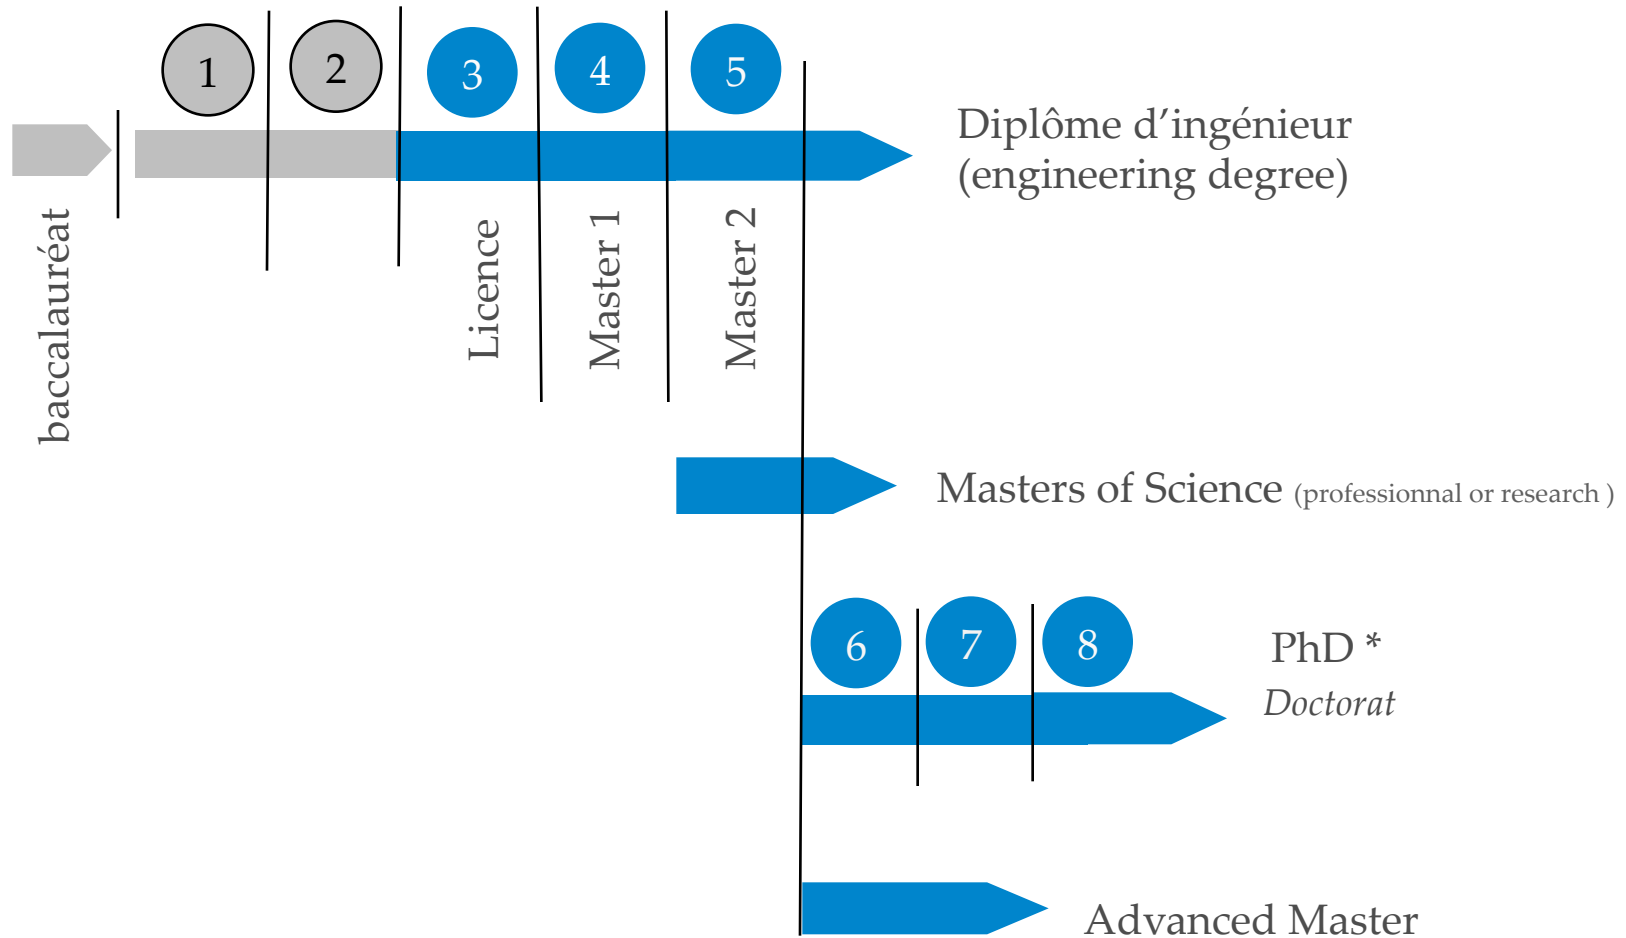 1
2
3
4
5
Diplôme d’ingénieur
(engineering degree)
baccalauréat
Licence
Master 1
Master 2
Masters of Science (professionnal or research )
6
7
8
PhD *
Doctorat
Advanced Master